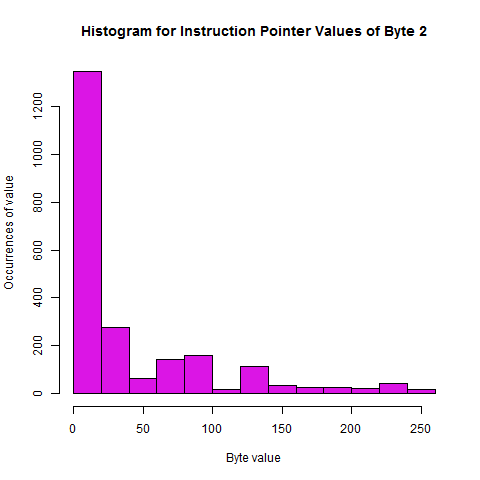 Histogram for Instruction Pointer Values of Byte 2
Occurrences of value
1200
1000
800
600
400
200
0
0 50 100 150 200 250
Byte value